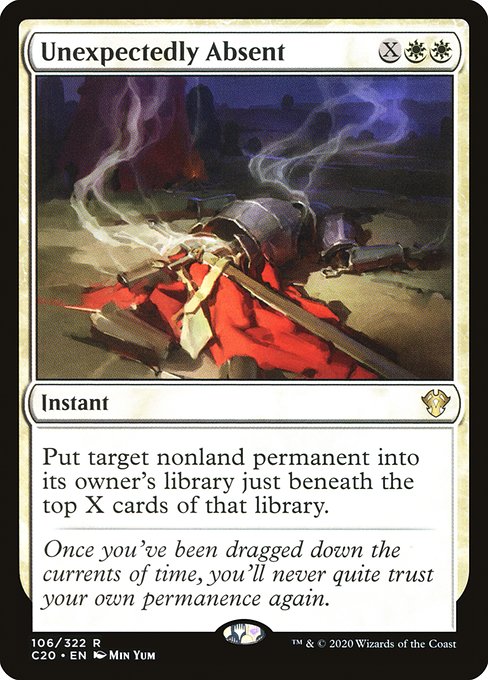 Unexpectedly Absent X
Instant
Put target nonland permanent into
its owner's library just beneath the
top X cards of that library.
Once you've been dragged down the
currents of time, you'll never quite trust
your own permanence again.
106/322 R
C20 • EN Min Yum
™ & © 2020 Wizards of the Coast